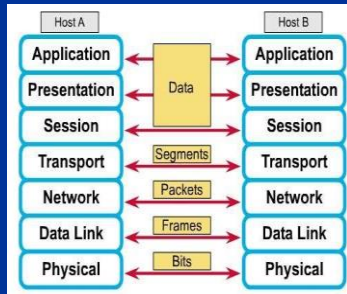 Host A
Host B
Application
Application
Presentation
Data
Presentation
Session
Session
Transport
Segments
Transport
Network
Packets
Network
Data Link
Frames
Data Link
Physical
Bits
Physical